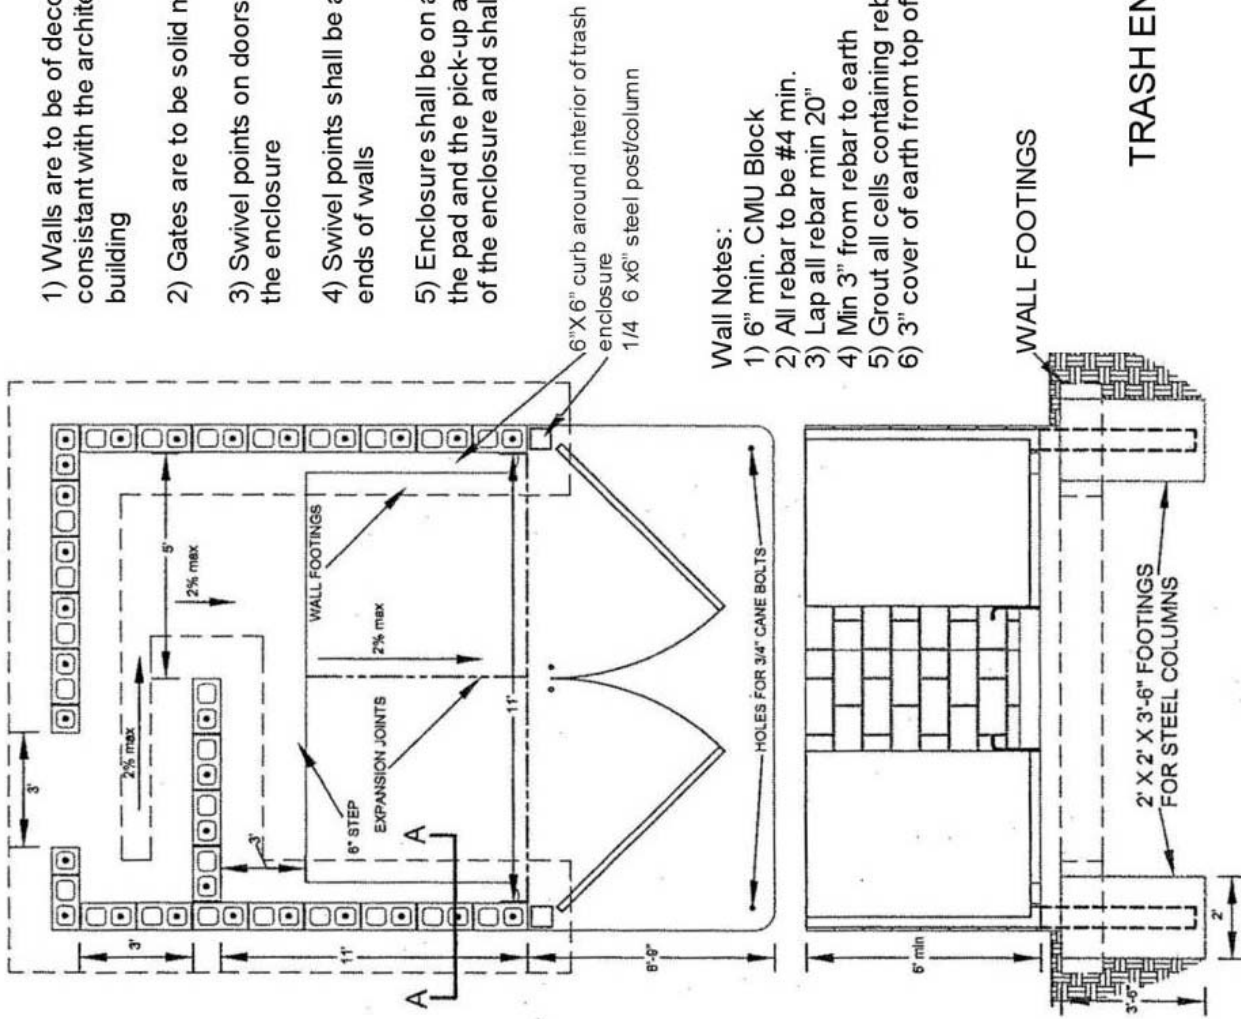 1) Walls are to be of deco
consistant with the archite
building
2) Gates are to be solid n
3) Swivel points on doors
the enclosure
4) Swivel points shall be a
ends of walls
5) Enclosure shall be on a
the pad and the pick-up a
of the enclosure and shal
6"X 6" curb around interior of trash
enclosure
1/4 6 x6" steel post/column
Wall Notes:
1) 6" min. CMU Block
2) All rebar to be #4 min.
3) Lap all rebar min 20"
4) Min 3" from rebar to earth
5) Grout all cells containing reb
6) 3" cover of earth from top of
WALL FOOTINGS
TRASH EN
3'
5'
2% max
2% max
3'
3'
WALL FOOTINGS
6" STEP
EXPANSION JOINTS
2% max
11'
11'
A
A
HOLES FOR 3/4" CANE BOLTS
6' min
2' X 2' X 3'-6" FOOTINGS
FOR STEEL COLUMNS
3'-6"
2'